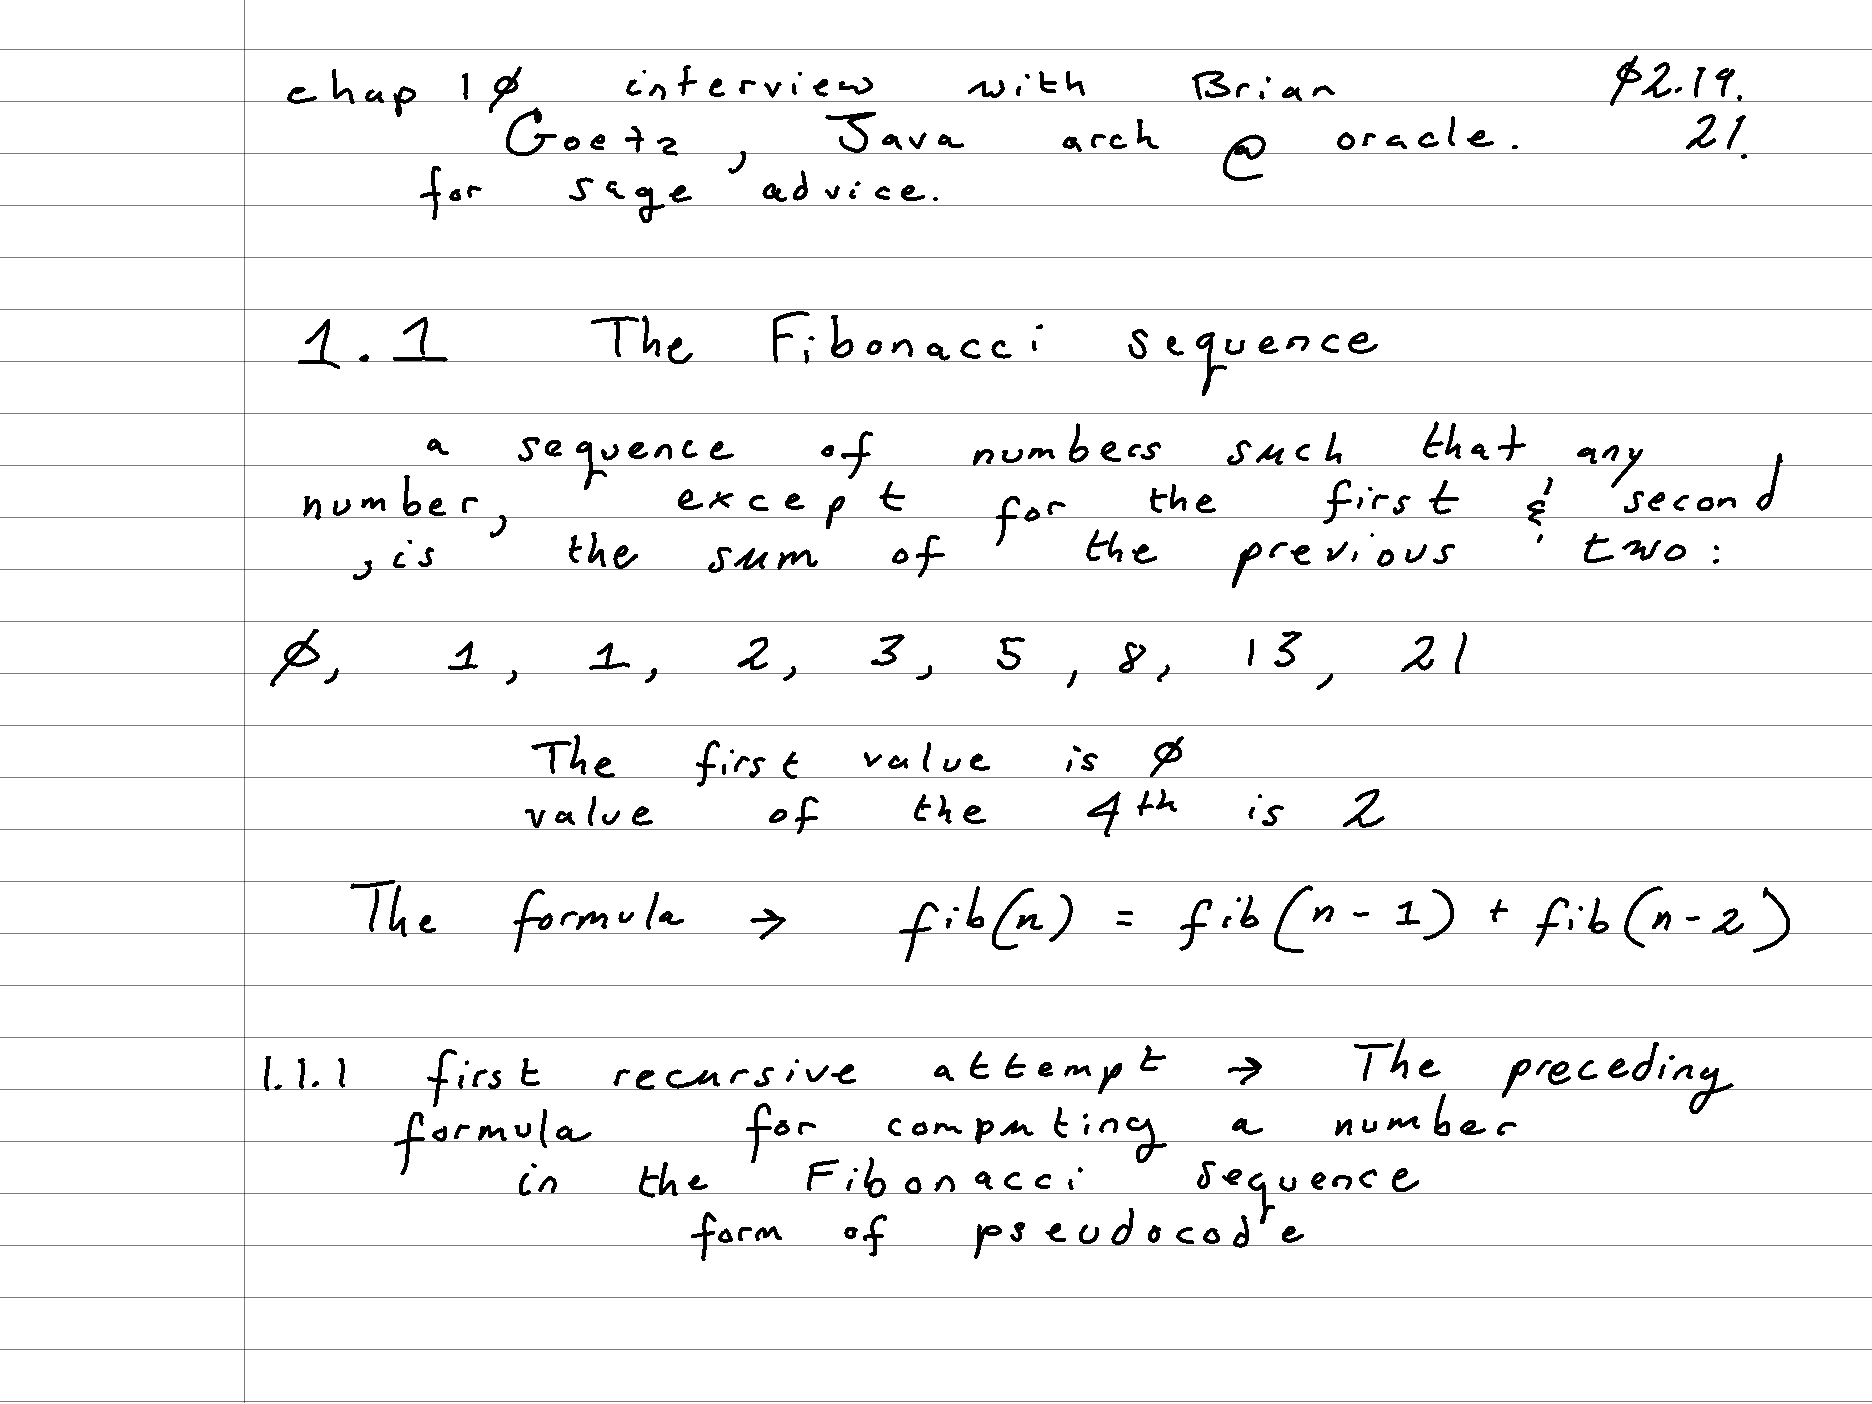 chap 1∅ interview with Brian ∅2.19.
Goetz, Java arch @ oracle. 21.
for sage advice.
1.1 The Fibonacci sequence
a sequence of numbers such that any
number, except for the first & second
, is the sum of the previous two:
∅, 1, 1, 2, 3, 5, 8, 13, 21
The first value is ∅
value of the 4th is 2
The formula → fib(n) = fib(n-1) + fib(n-2)
1.1.1 first recursive attempt → The preceding
formula for computing a number
in the Fibonacci sequence
form of pseudocode